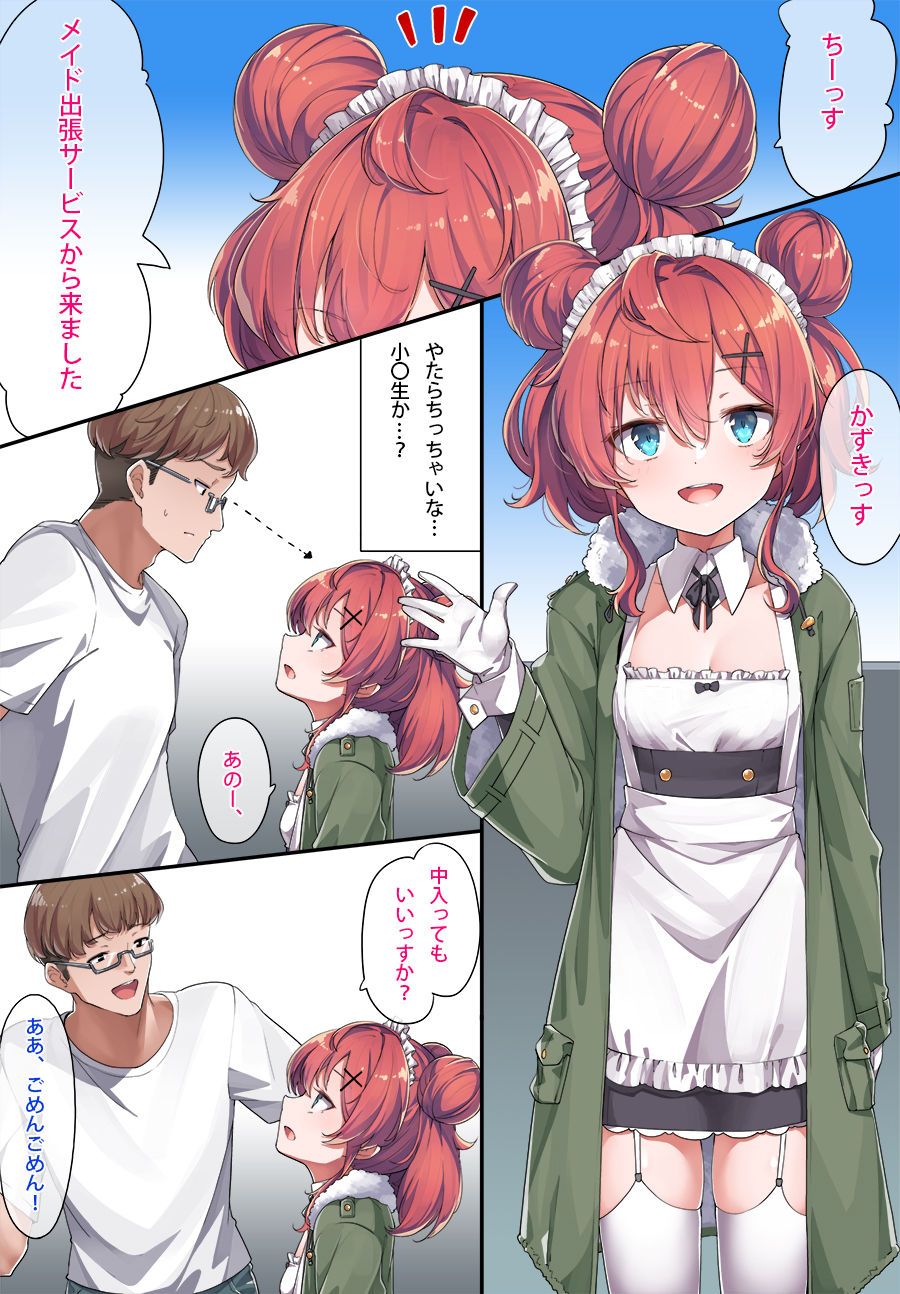 ちーっす
メイド出張サービスから来ました
かずきっす
やたらちっちゃいな…
小〇生か…？
あのー、
中入っても
いいっすか？
ああ、ごめんごめん！